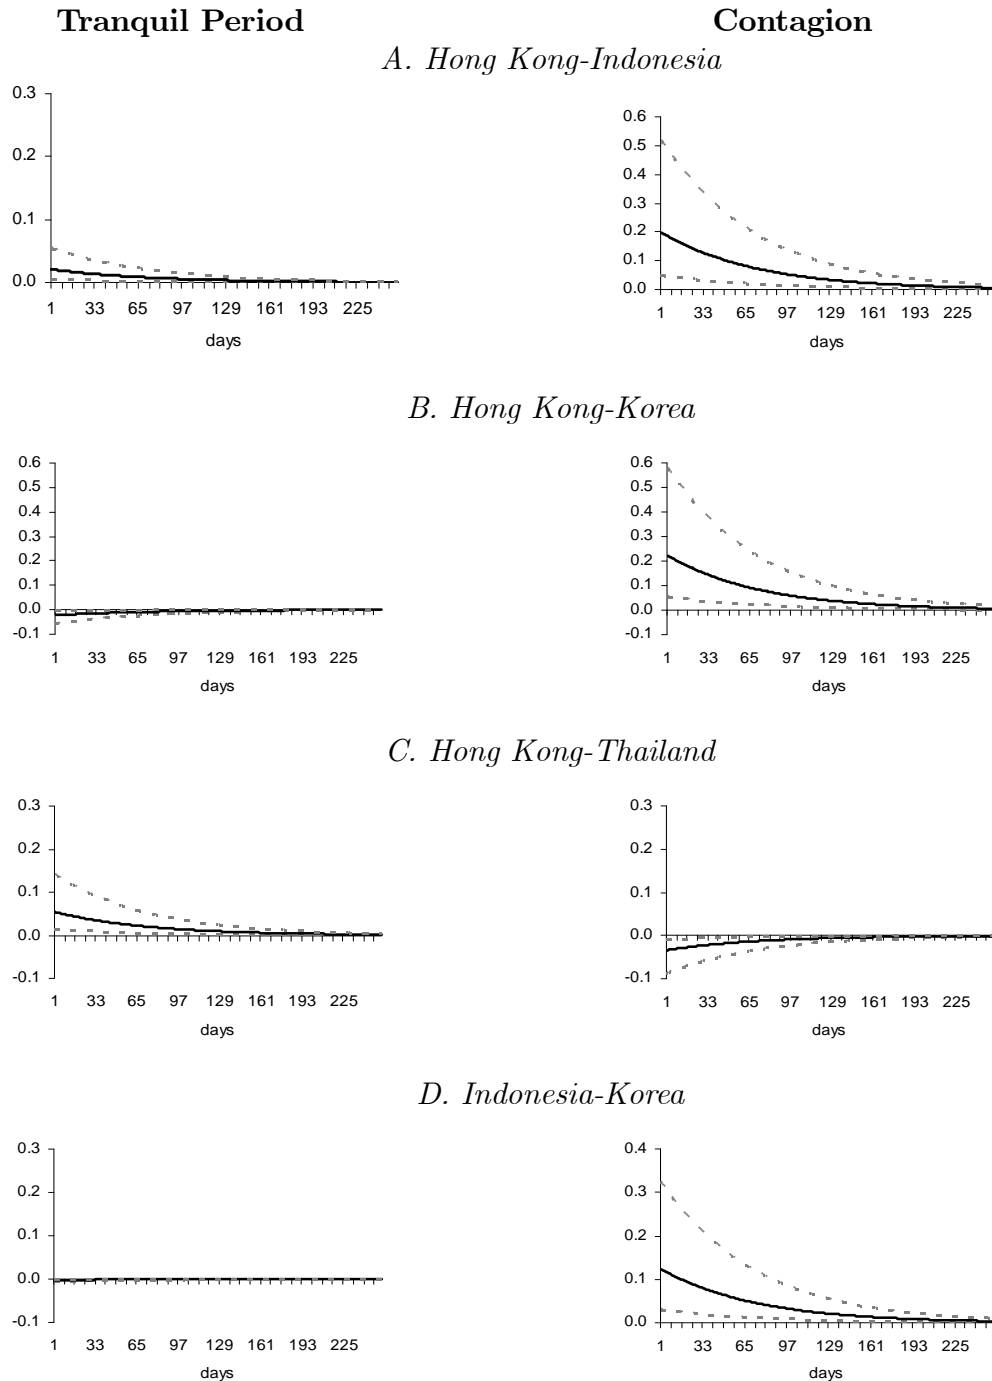 Tranquil Period Contagion
A. Hong Kong-Indonesia
0.3
0.2
0.1
0.0
1 33 65 97 129 161 193 225
days
0.6
0.5
0.4
0.3
0.2
0.1
0.0
1 33 65 97 129 161 193 225
days
B. Hong Kong-Korea
0.6
0.5
0.4
0.3
0.2
0.1
0.0
-0.1
1 33 65 97 129 161 193 225
days
0.6
0.5
0.4
0.3
0.2
0.1
0.0
-0.1
1 33 65 97 129 161 193 225
days
C. Hong Kong-Thailand
0.3
0.2
0.1
0.0
-0.1
1 33 65 97 129 161 193 225
days
0.3
0.2
0.1
0.0
-0.1
1 33 65 97 129 161 193 225
days
D. Indonesia-Korea
0.3
0.2
0.1
0.0
-0.1
1 33 65 97 129 161 193 225
days
0.4
0.3
0.2
0.1
0.0
1 33 65 97 129 161 193 225
days